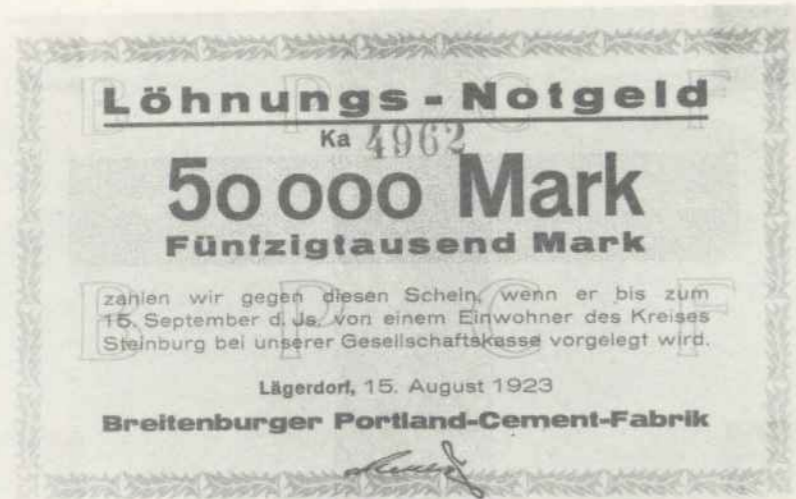 Löhnungs - Notgeld
Ka 4962
50 000 Mark
Fünfzigtausend Mark
zahlen wir gegen diesen Schein, wenn er bis zum
15. September d. Js. von einem Einwohner des Kreises
Steinburg bei unserer Gesellschaftskasse vorgelegt wird.
Lägerdorf, 15. August 1923
Breitenburger Portland-Cement-Fabrik
B P C F
B P C F